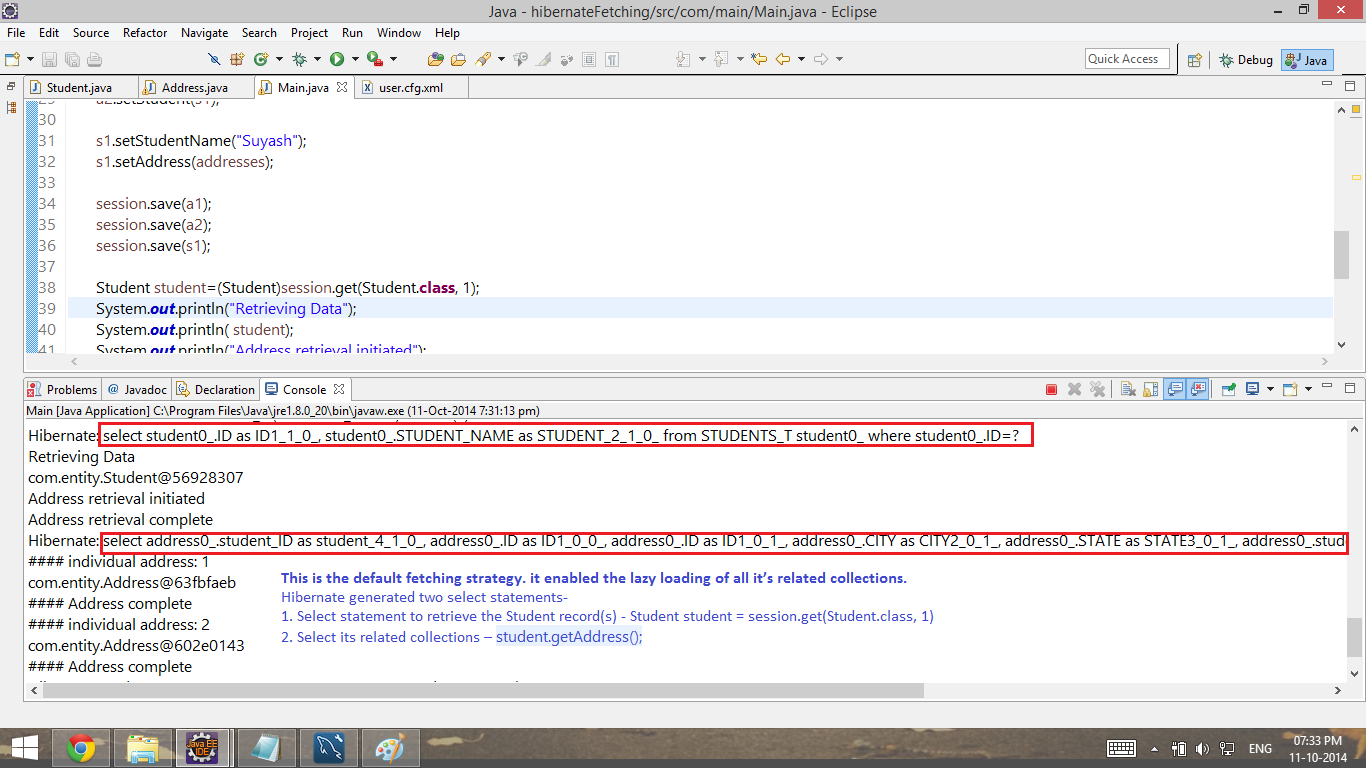 Java - hibernateFetching/src/com/main/Main.java - Eclipse
File Edit Source Refactor Navigate Search Project Run Window Help
Quick Access
Debug
Java
Student.java
Address.java
Main.java
user.cfg.xml
29 a2.setStudent(s1);
30
31 s1.setStudentName("Suyash");
32 s1.setAddress(addresses);
33
34 session.save(a1);
35 session.save(a2);
36 session.save(s1);
37
38 Student student=(Student)session.get(Student.class, 1);
39 System.out.println("Retrieving Data");
40 System.out.println( student);
41 System.out.println("Address retrieval initiated");
Problems @ Javadoc Declaration Console
Main [Java Application] C:\Program Files\Java\jre1.8.0_20\bin\javaw.exe (11-Oct-2014 7:31:13 pm)
Hibernate: select student0_.ID as ID1_1_0_, student0_.STUDENT_NAME as STUDENT_2_1_0_ from STUDENTS_T student0_ where student0_.ID=?
Retrieving Data
com.entity.Student@56928307
Address retrieval initiated
Address retrieval complete
Hibernate: select address0_.student_ID as student_4_1_0_, address0_.ID as ID1_0_0_, address0_.ID as ID1_0_1_, address0_.CITY as CITY2_0_1_, address0_.STATE as STATE3_0_1_, address0_.stud
#### individual address: 1
com.entity.Address@63fbfaeb
#### Address complete
#### individual address: 2
com.entity.Address@602e0143
#### Address complete
This is the default fetching strategy. it enabled the lazy loading of all it's related collections.
Hibernate generated two select statements-
1. Select statement to retrieve the Student record(s) - Student student = session.get(Student.class, 1)
2. Select its related collections – student.getAddress();
Java EE
IDE
ENG
07:33 PM
11-10-2014